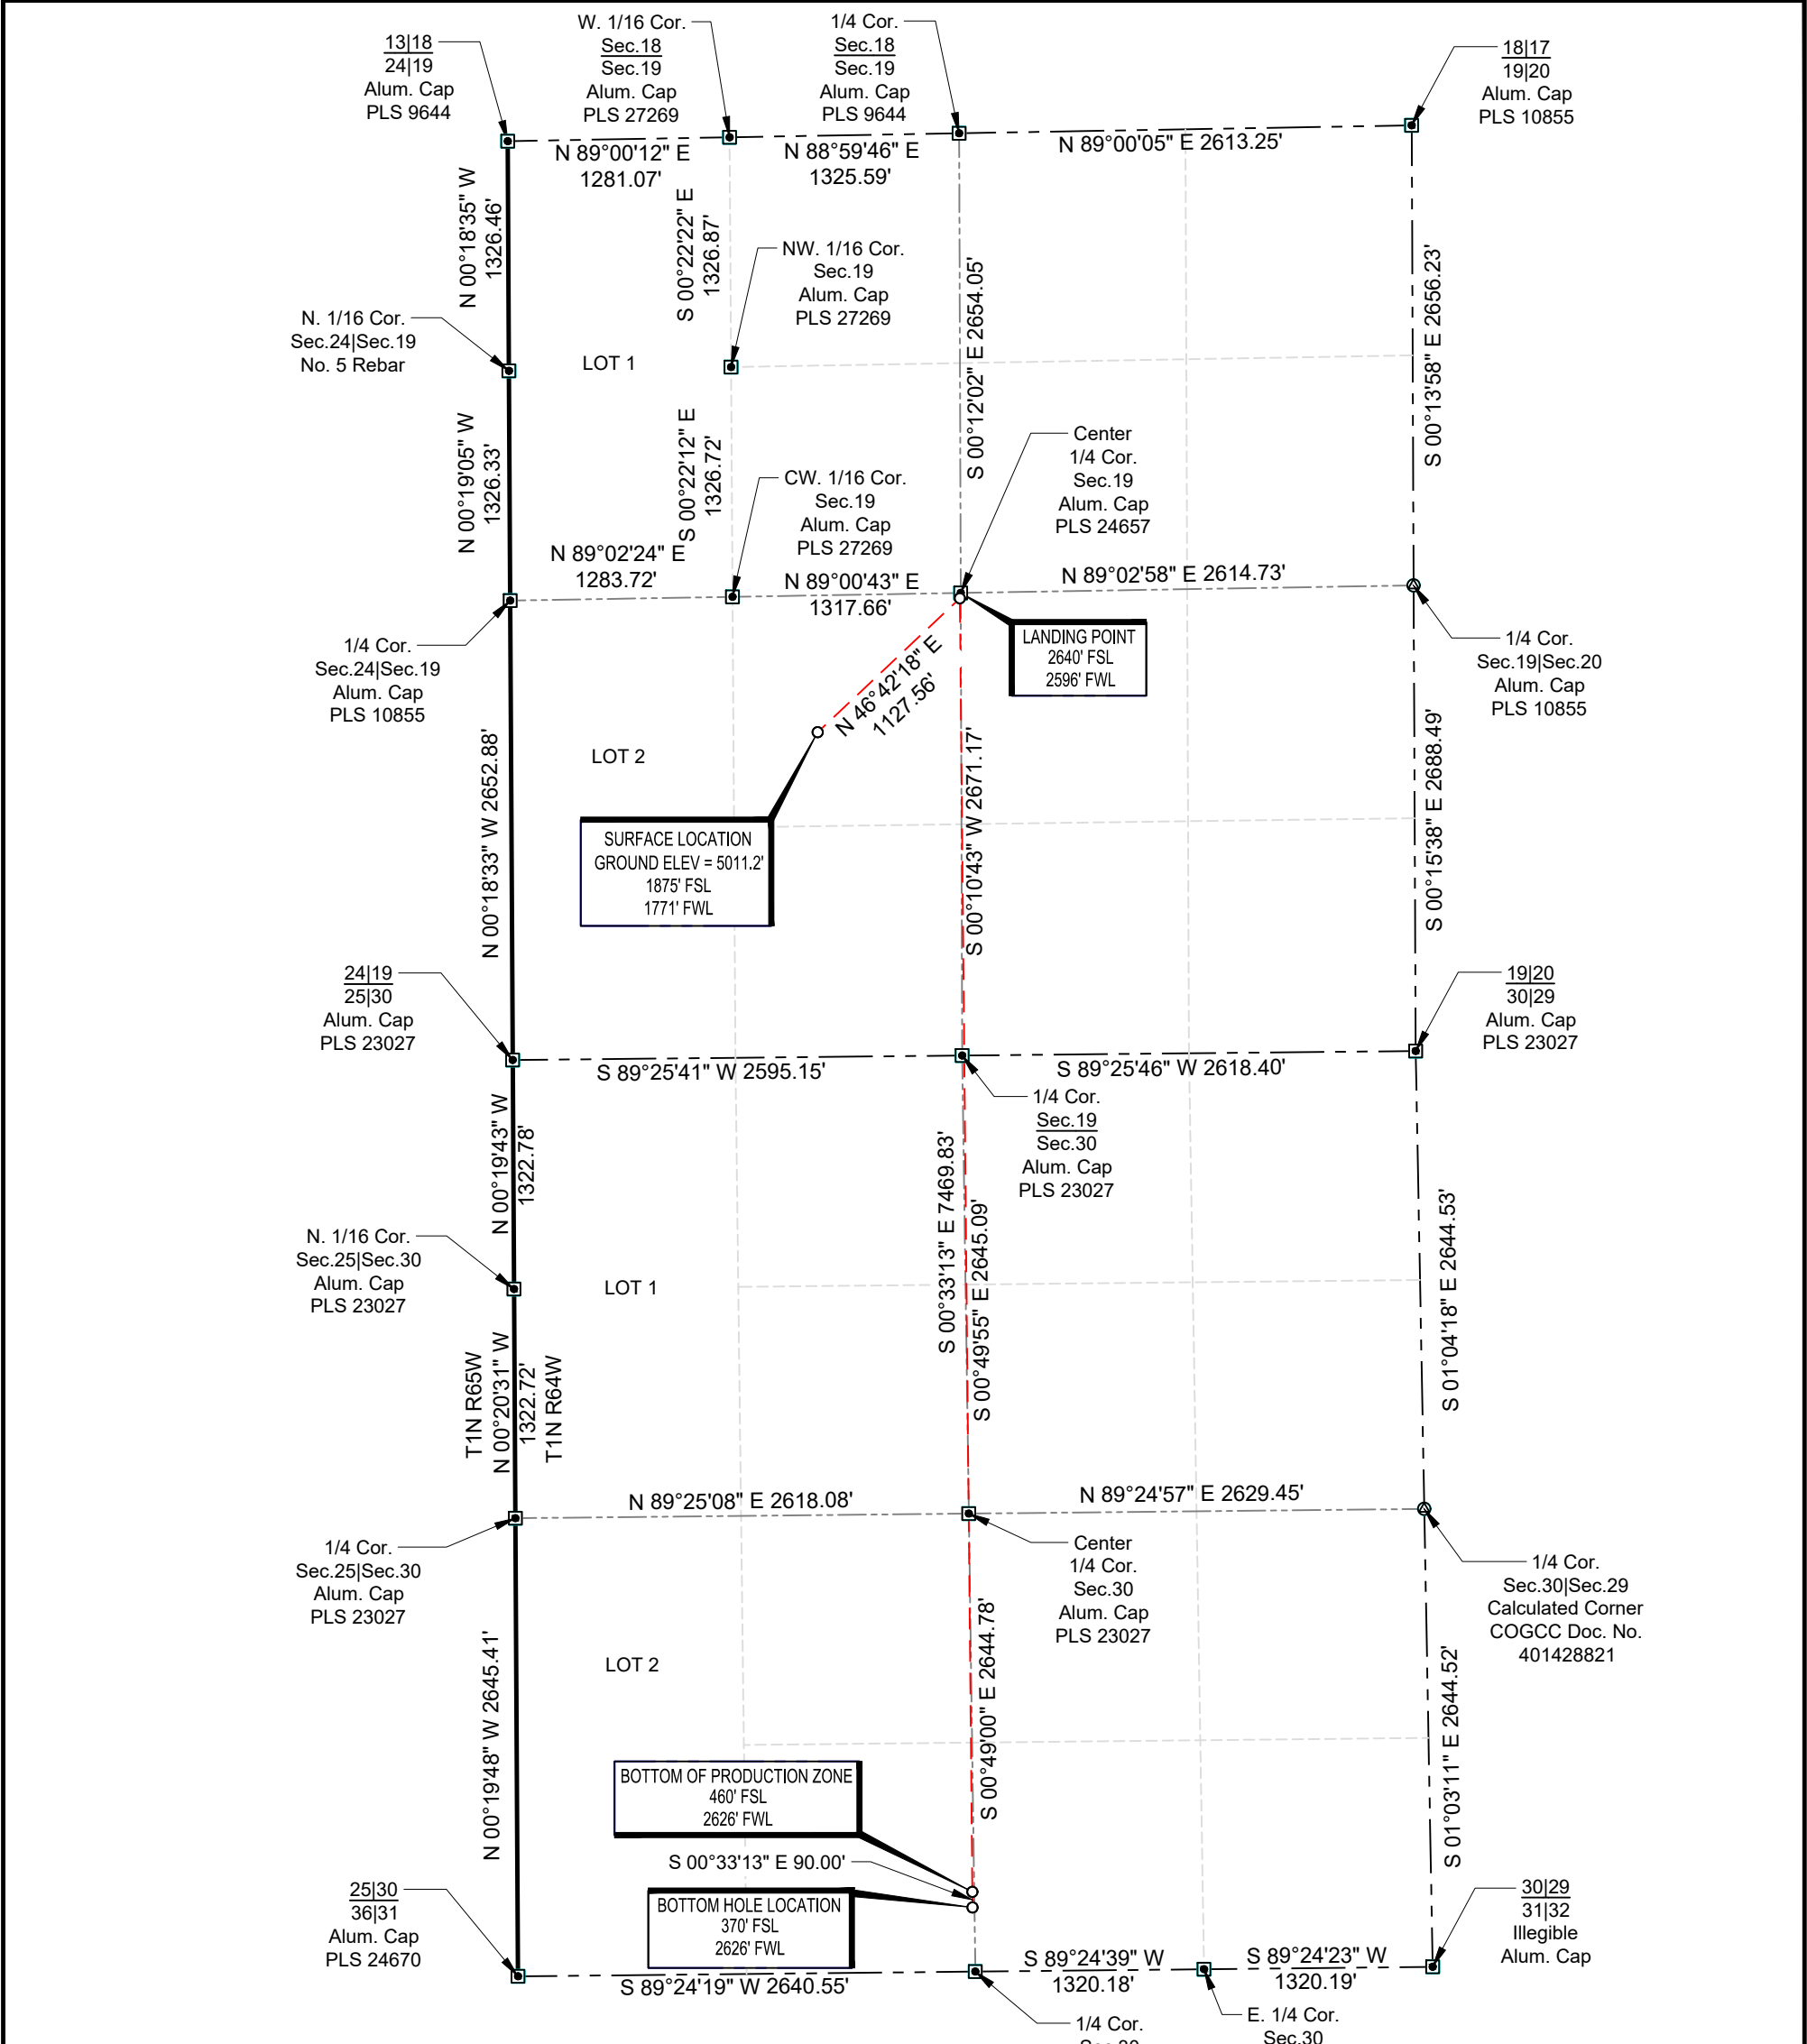 13|18
24|19
Alum. Cap
PLS 9644
W. 1/16 Cor.
Sec.18
Sec.19
Alum. Cap
PLS 27269
1/4 Cor.
Sec.18
Sec.19
Alum. Cap
PLS 9644
18|17
19|20
Alum. Cap
PLS 10855
N 89°00'12" E
1281.07'
N 88°59'46" E
1325.59'
N 89°00'05" E 2613.25'
N 00°18'35" W
1326.46'
S 00°22'22" E
1326.87'
NW. 1/16 Cor.
Sec.19
Alum. Cap
PLS 27269
S 00°12'02" E 2654.05'
S 00°13'58" E 2656.23'
N. 1/16 Cor.
Sec.24|Sec.19
No. 5 Rebar
LOT 1
N 00°19'05" W
1326.33'
S 00°22'12" E
1326.72'
CW. 1/16 Cor.
Sec.19
Alum. Cap
PLS 27269
Center
1/4 Cor.
Sec.19
Alum. Cap
PLS 24657
N 89°02'24" E
1283.72'
N 89°00'43" E
1317.66'
N 89°02'58" E 2614.73'
LANDING POINT
2640' FSL
2596' FWL
1/4 Cor.
Sec.24|Sec.19
Alum. Cap
PLS 10855
1/4 Cor.
Sec.19|Sec.20
Alum. Cap
PLS 10855
N 46°42'18" E
1127.56'
LOT 2
N 00°18'33" W 2652.88'
S 00°10'43" W 2671.17'
S 00°15'38" E 2688.49'
SURFACE LOCATION
GROUND ELEV = 5011.2'
1875' FSL
1771' FWL
24|19
25|30
Alum. Cap
PLS 23027
19|20
30|29
Alum. Cap
PLS 23027
S 89°25'41" W 2595.15'
S 89°25'46" W 2618.40'
1/4 Cor.
Sec.19
Sec.30
Alum. Cap
PLS 23027
N 00°19'43" W
1322.78'
S 00°33'13" E 7469.83'
S 00°49'55" E 2645.09'
S 01°04'18" E 2644.53'
N. 1/16 Cor.
Sec.25|Sec.30
Alum. Cap
PLS 23027
LOT 1
T1N R65W
N 00°20'31" W
1322.72'
T1N R64W
N 89°25'08" E 2618.08'
N 89°24'57" E 2629.45'
1/4 Cor.
Sec.25|Sec.30
Alum. Cap
PLS 23027
Center
1/4 Cor.
Sec.30
Alum. Cap
PLS 23027
1/4 Cor.
Sec.30|Sec.29
Calculated Corner
COGCC Doc. No.
401428821
LOT 2
N 00°19'48" W 2645.41'
S 00°49'00" E 2644.78'
S 01°03'11" E 2644.52'
BOTTOM OF PRODUCTION ZONE
460' FSL
2626' FWL
S 00°33'13" E 90.00'
BOTTOM HOLE LOCATION
370' FSL
2626' FWL
25|30
36|31
Alum. Cap
PLS 24670
30|29
31|32
Illegible
Alum. Cap
S 89°24'19" W 2640.55'
S 89°24'39" W
1320.18'
S 89°24'23" W
1320.19'
1/4 Cor.
E. 1/4 Cor.
Sec.30